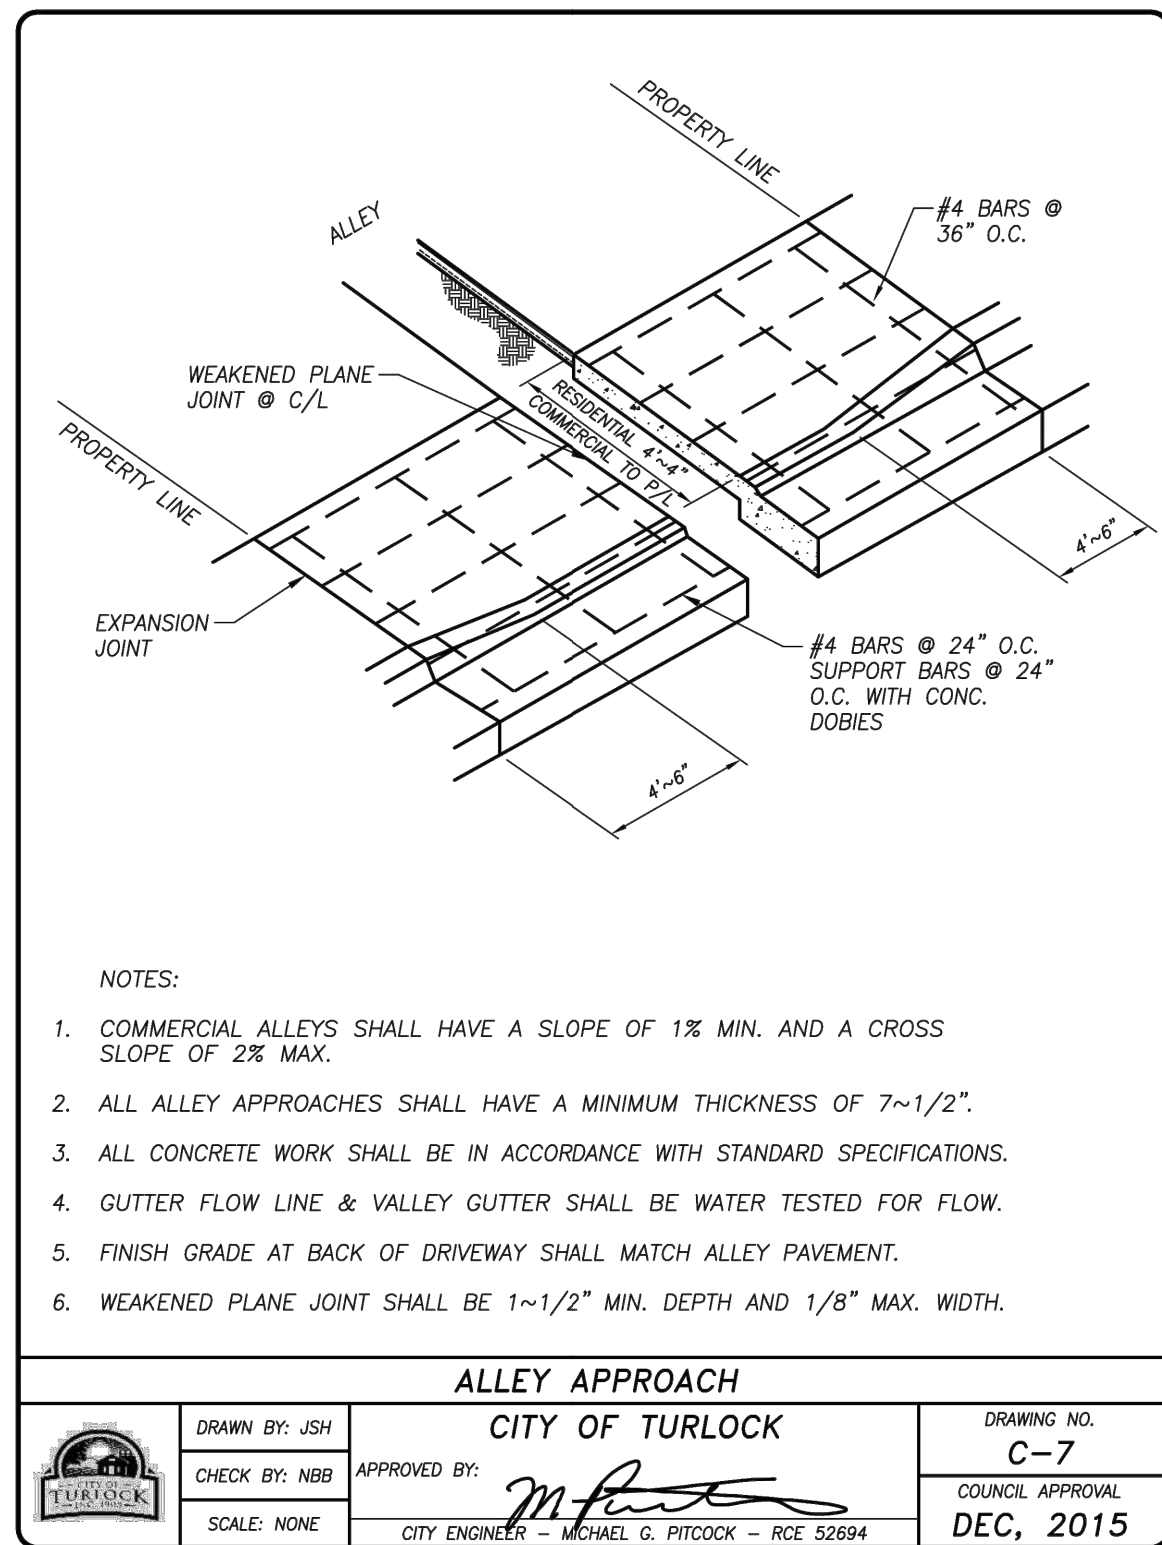 PROPERTY LINE
ALLEY
#4 BARS @
36" O.C.
WEAKENED PLANE
JOINT @ C/L
RESIDENTIAL 4'~4"
COMMERCIAL TO P/L
PROPERTY LINE
4'~6"
EXPANSION
JOINT
#4 BARS @ 24" O.C.
SUPPORT BARS @ 24"
O.C. WITH CONC.
DOBIES
4'~6"
NOTES:
1. COMMERCIAL ALLEYS SHALL HAVE A SLOPE OF 1% MIN. AND A CROSS
SLOPE OF 2% MAX.
2. ALL ALLEY APPROACHES SHALL HAVE A MINIMUM THICKNESS OF 7~1/2".
3. ALL CONCRETE WORK SHALL BE IN ACCORDANCE WITH STANDARD SPECIFICATIONS.
4. GUTTER FLOW LINE & VALLEY GUTTER SHALL BE WATER TESTED FOR FLOW.
5. FINISH GRADE AT BACK OF DRIVEWAY SHALL MATCH ALLEY PAVEMENT.
6. WEAKENED PLANE JOINT SHALL BE 1~1/2" MIN. DEPTH AND 1/8" MAX. WIDTH.
ALLEY APPROACH
CITY OF
TURLOCK
INC. 1908
DRAWN BY: JSH
CHECK BY: NBB
SCALE: NONE
CITY OF TURLOCK
APPROVED BY:
CITY ENGINEER – MICHAEL G. PITCOCK – RCE 52694
DRAWING NO.
C–7
COUNCIL APPROVAL
DEC, 2015